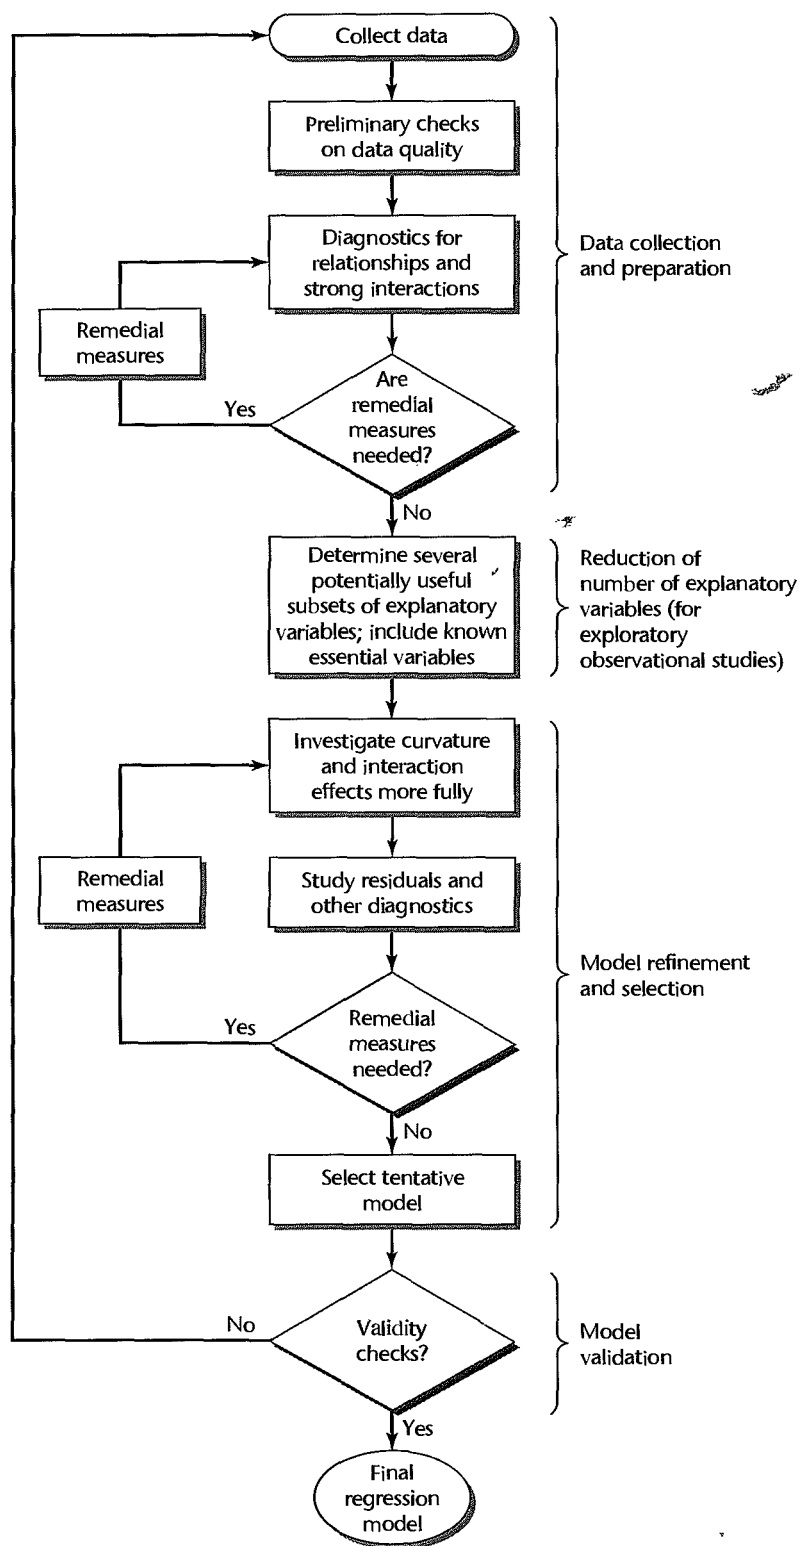 Collect data
Preliminary checks
on data quality
Diagnostics for
relationships and
strong interactions
Data collection
and preparation
Remedial
measures
Are
remedial
measures
needed?
Yes
No
Determine several
potentially useful
subsets of explanatory
variables; include known
essential variables
Reduction of
number of explanatory
variables (for
exploratory
observational studies)
Investigate curvature
and interaction
effects more fully
Remedial
measures
Study residuals and
other diagnostics
Model refinement
and selection
Yes
Remedial
measures
needed?
No
Select tentative
model
No
Validity
checks?
Model
validation
Yes
Final
regression
model